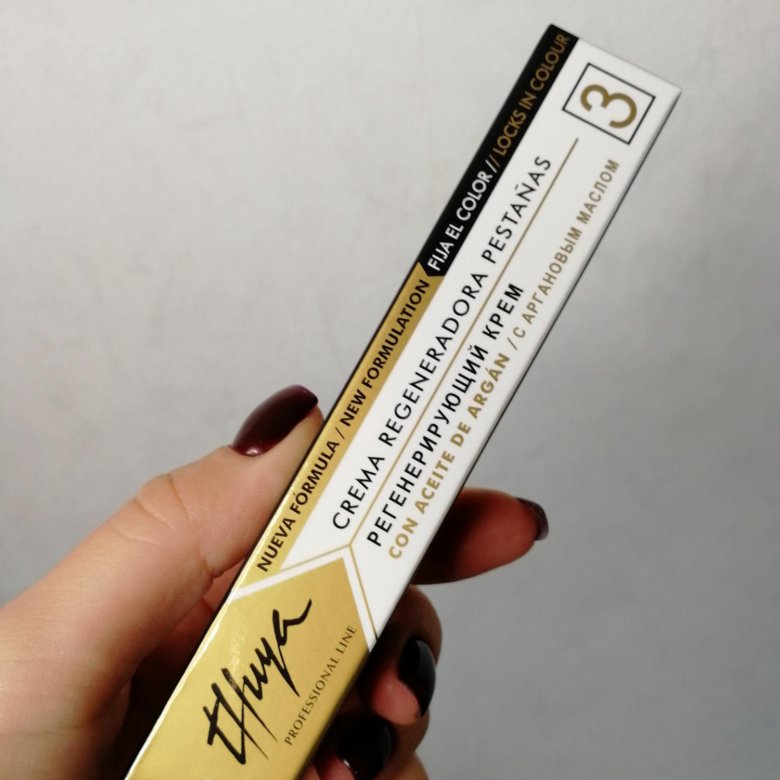 3
NUEVA FÓRMULA / NEW FORMULATION FIJA EL COLOR // LOCKS IN COLOUR
CREMA REGENERADORA PESTAÑAS
РЕГЕНЕРИРУЮЩИЙ КРЕМ
CON ACEITE DE ARGÁN / С АРГАНОВЫМ МАСЛОМ
thuya
PROFESSIONAL LINE